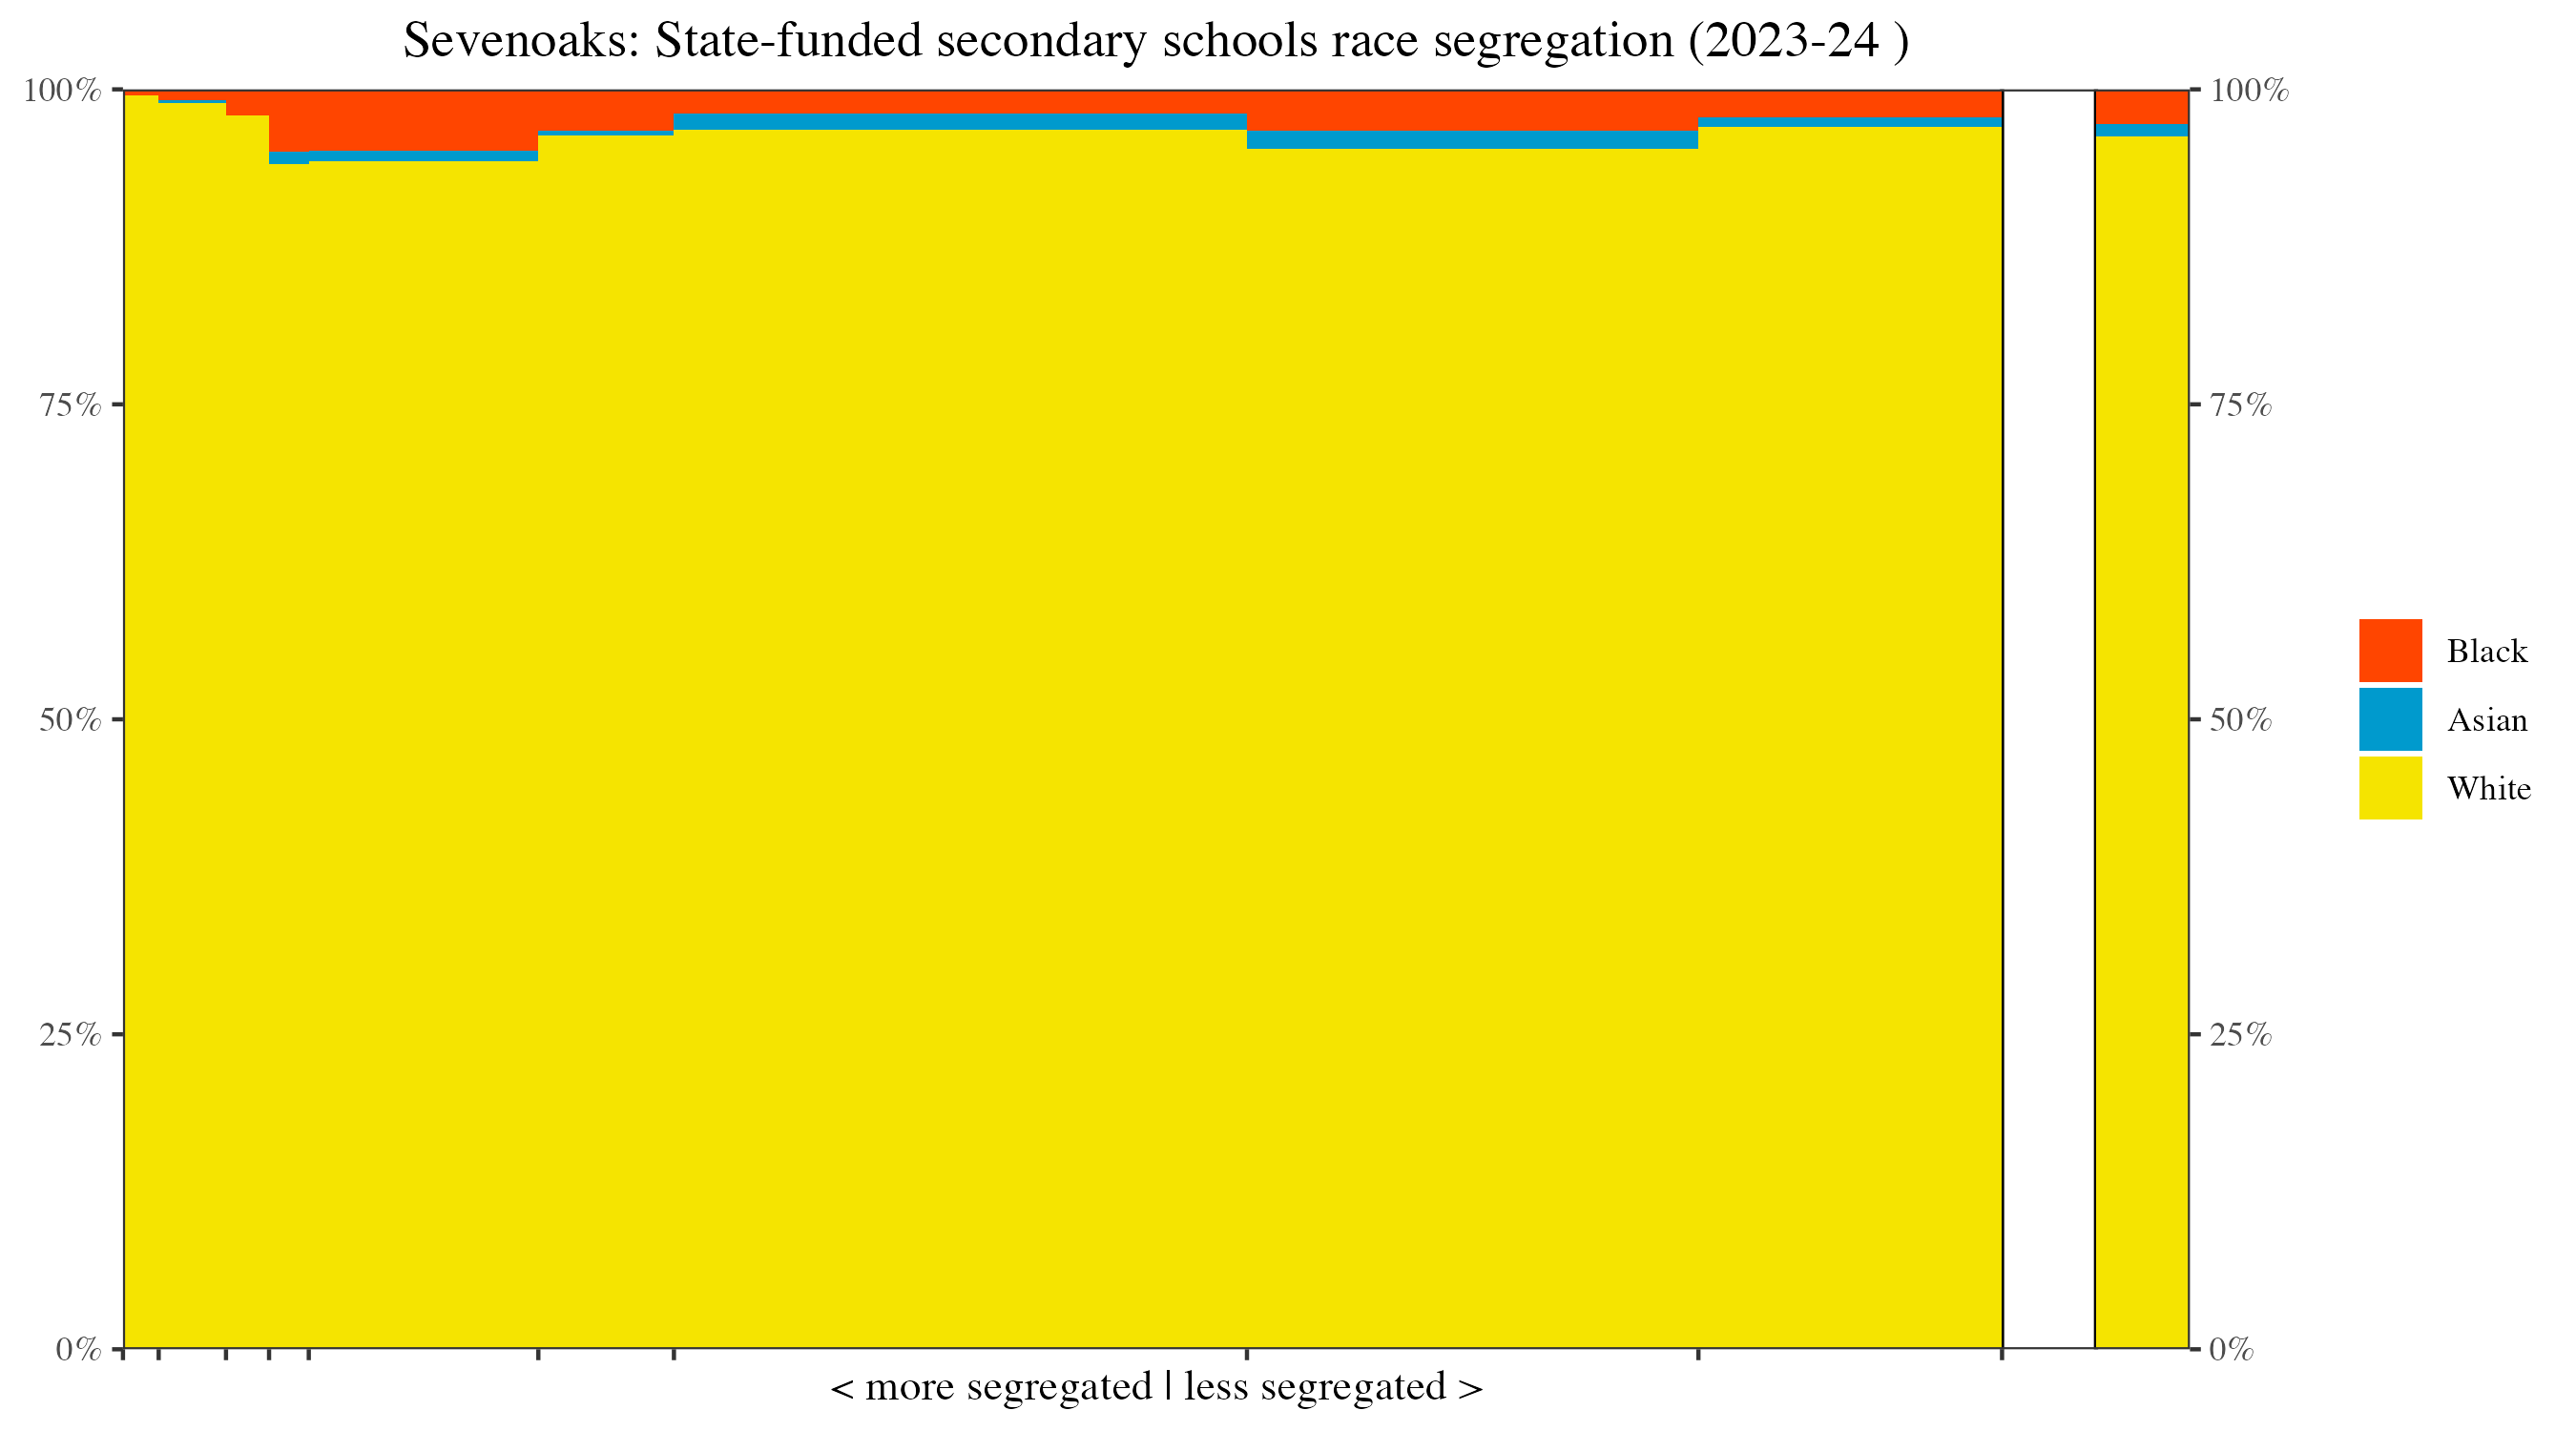 Sevenoaks: State-funded secondary schools race segregation (2023-24 )
100%
75%
50%
25%
0%
100%
75%
50%
25%
0%
Black
Asian
White
< more segregated | less segregated >